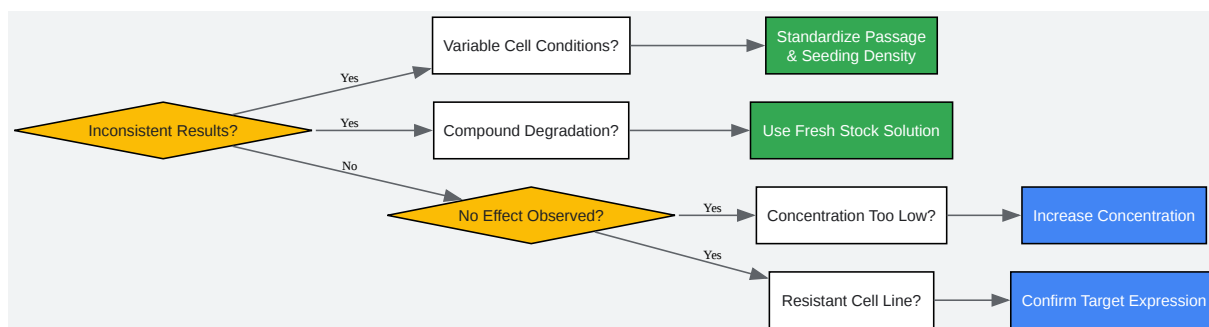 Variable Cell Conditions?
Standardize Passage
& Seeding Density
Yes
Inconsistent Results?
Yes
Compound Degradation?
Use Fresh Stock Solution
No
No Effect Observed?
Yes
Concentration Too Low?
Increase Concentration
Yes
Resistant Cell Line?
Confirm Target Expression